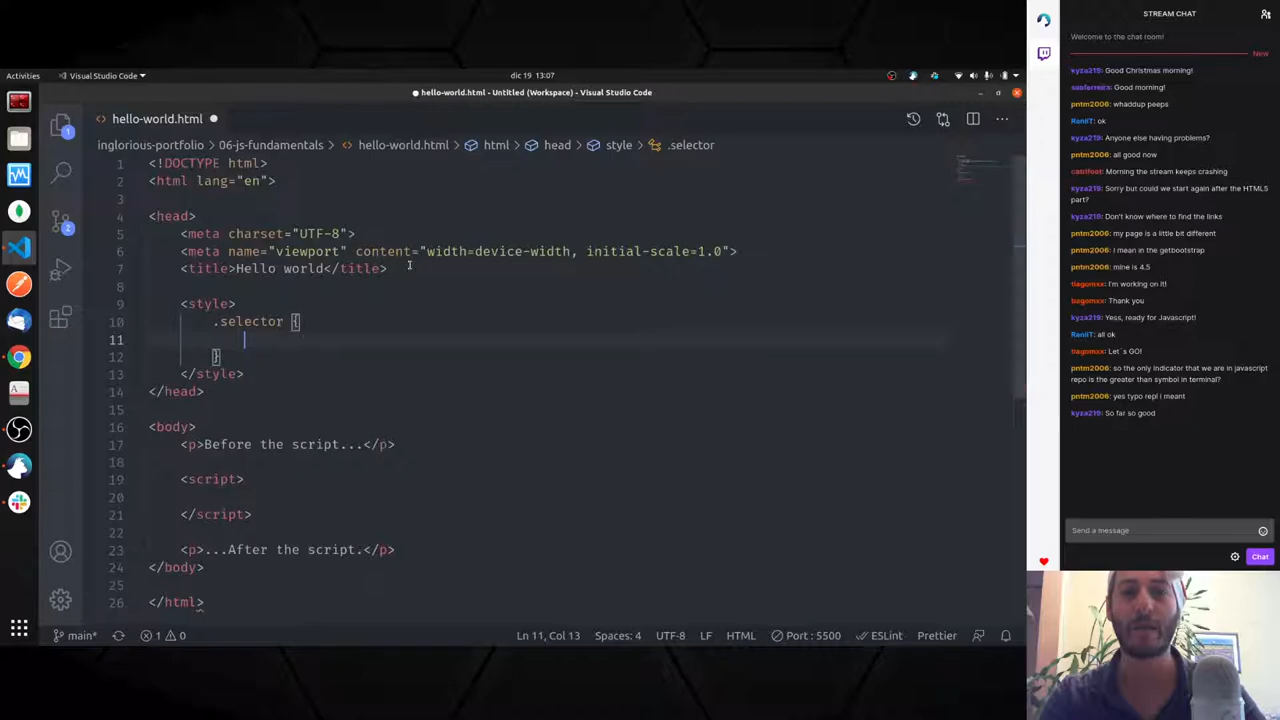 Activities
Visual Studio Code
dic 19 13:07
hello-world.html - Untitled (Workspace) - Visual Studio Code
hello-world.html
inglorious-portfolio › 06-js-fundamentals ›
head › style › .selector
1 <!DOCTYPE html>
2 <html lang="en">
3
4 <head>
5 <meta charset="UTF-8">
6 <meta name="viewport" content="width=device-width, initial-scale=1.0">
7 <title>Hello world</title>
8
9 <style>
10 .selector {
11
12 }
13 </style>
14 </head>
15
16 <body>
17 <p>Before the script...</p>
18
19 <script>
20
21 </script>
22
23 <p>...After the script.</p>
24 </body>
25
26 </html>
1
2
main*
1 0
Ln 11, Col 13
Spaces: 4
UTF-8
LF
HTML
Port : 5500
ESLint
Prettier
STREAM CHAT
Welcome to the chat room!
New
kyza219: Good Christmas morning!
Good morning!
pntm2006: whaddup peeps
RaniIT: ok
kyza219: Anyone else having problems?
pntm2006: all good now
Morning the stream keeps crashing
kyza219: Sorry but could we start again after the HTML5
part?
kyza219: Don't know where to find the links
pntm2006: my page is a little bit different
pntm2006: i mean in the getbootstrap
pntm2006: mine is 4,5
tiagomxx: I'm working on it!
tiagomxx: Thank you
kyza219: Yess, ready for Javascript!
RaniIT: all ok
tiagomxx: Let´s GO!
pntm2006: so the only indicator that we are in javascript
repo is the greater than symbol in terminal?
pntm2006: yes typo repl i meant
kyza219: So far so good
Send a message
Chat